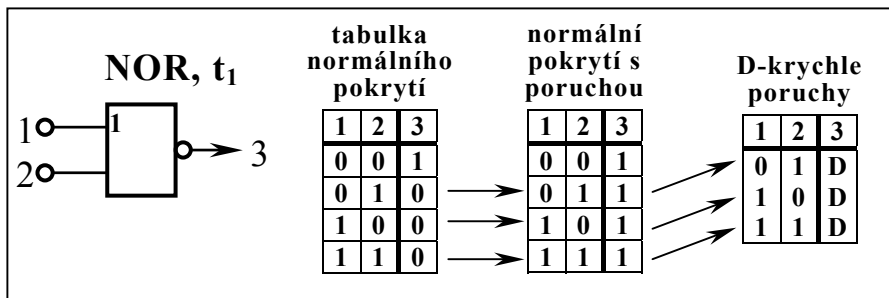 NOR, t1
1
1
2
3
tabulka
normálního
pokrytí
1 2 3
0 0 1
0 1 0
1 0 0
1 1 0
normální
pokrytí s
poruchou
1 2 3
0 0 1
0 1 1
1 0 1
1 1 1
D-krychle
poruchy
1 2 3
0 1 D
1 0 D
1 1 D